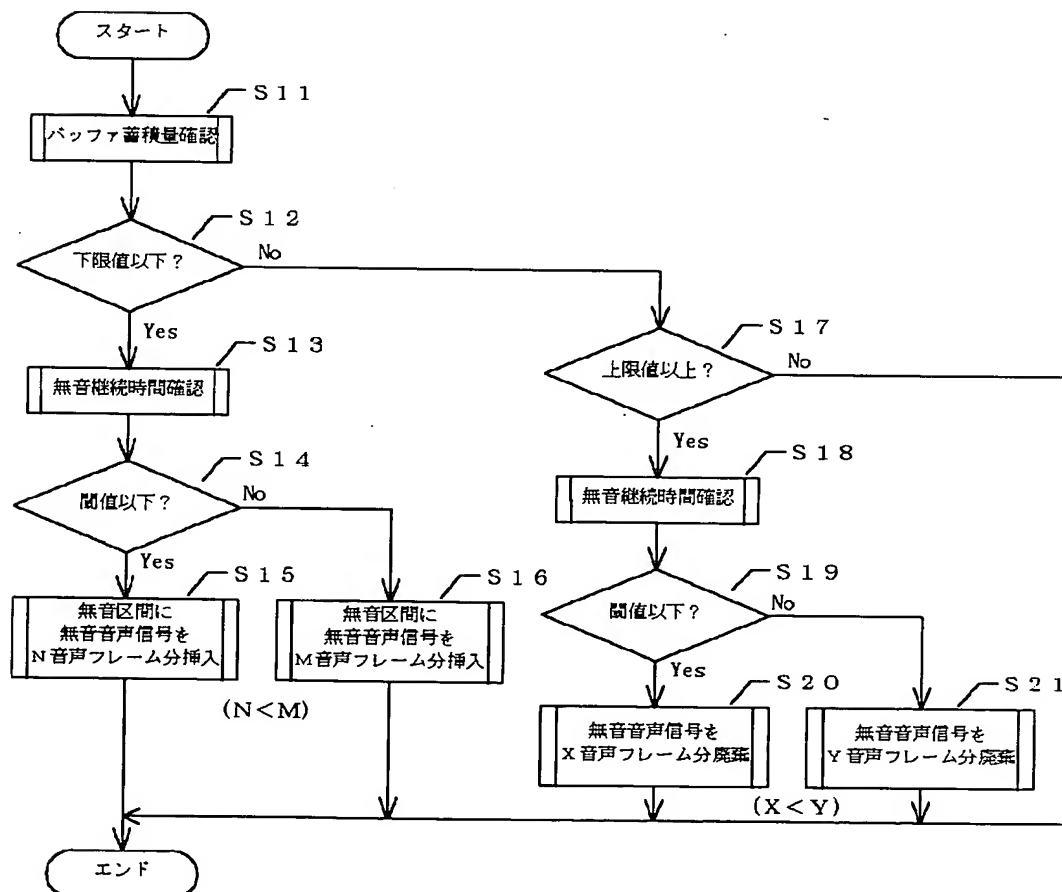 スタート
S11
バッファ蓄積量確認
S12
下限値以下?
No
Yes
S13
無音継続時間確認
S14
閾値以下?
No
Yes
S15
無音区間に
無音音声信号を
N音声フレーム分挿入
S16
無音区間に
無音音声信号を
M音声フレーム分挿入
(N<M)
S17
上限値以上?
No
Yes
S18
無音継続時間確認
S19
閾値以下?
No
Yes
S20
無音音声信号を
X音声フレーム分廃棄
S21
無音音声信号を
Y音声フレーム分廃棄
(X<Y)
エンド